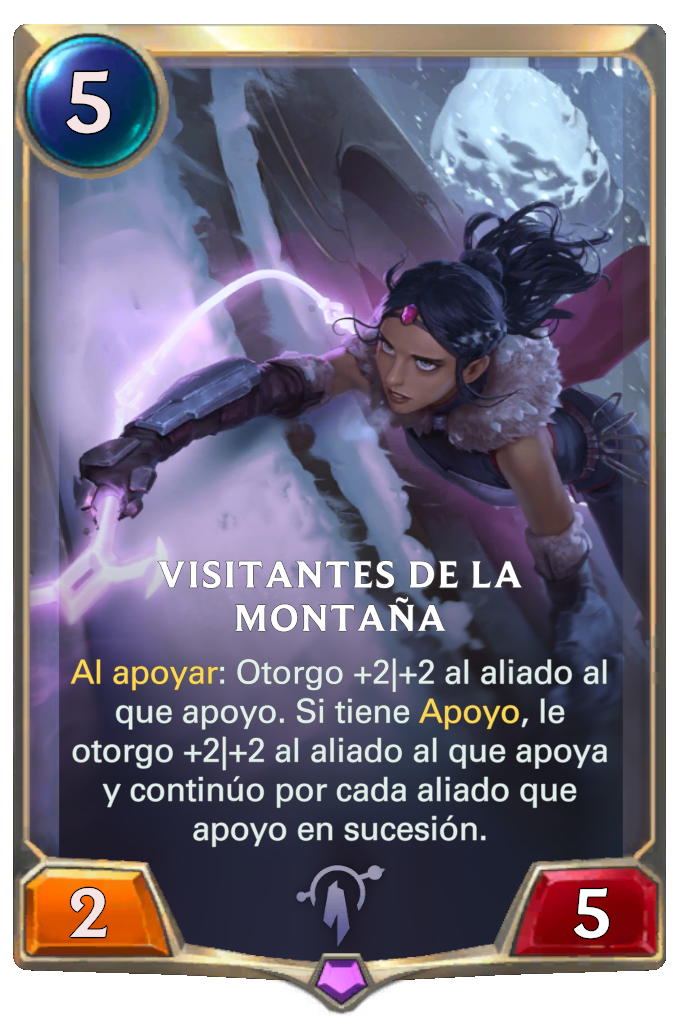 5
VISITANTES DE LA
MONTAÑA
Al apoyar: Otorgo +2|+2 al aliado al
que apoyo. Si tiene Apoyo, le
otorgo +2|+2 al aliado al que apoya
y continúo por cada aliado que
apoyo en sucesión.
2
5